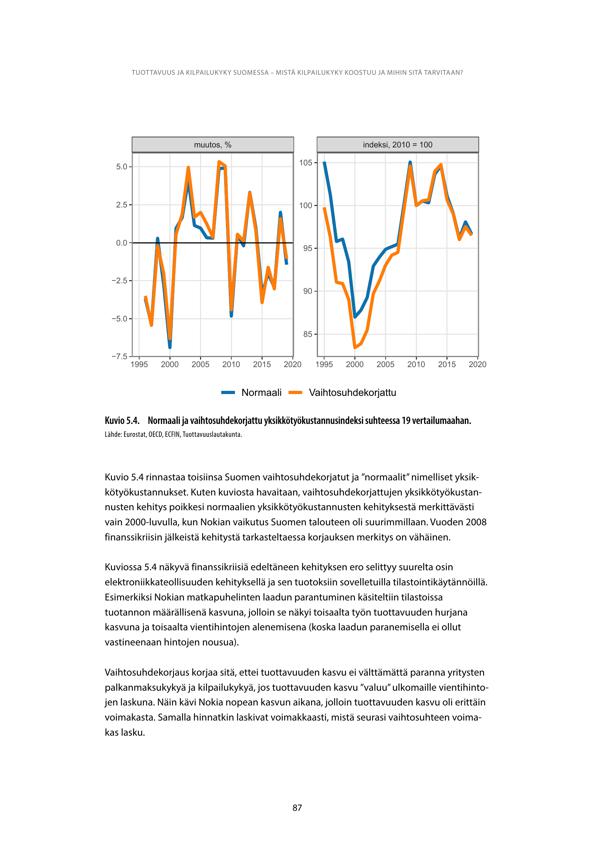 TUOTTAVUUS JA KILPAILUKYKY SUOMESSA – MISTÄ KILPAILUKYKY KOOSTUU JA MIHIN SITÄ TARVITAAN?
muutos, %
indeksi, 2010 = 100
5.0
2.5
0.0
−2.5
−5.0
−7.5
105
100
95
90
85
1995 2000 2005 2010 2015 2020
1995 2000 2005 2010 2015 2020
Normaali Vaihtosuhdekorjattu
Kuvio 5.4. Normaali ja vaihtosuhdekorjattu yksikkötyökustannusindeksi suhteessa 19 vertailumaahan.
Lähde: Eurostat, OECD, ECFIN, Tuottavuuslautakunta.
Kuvio 5.4 rinnastaa toisiinsa Suomen vaihtosuhdekorjatut ja ”normaalit” nimelliset yksik-
kötyökustannukset. Kuten kuviosta havaitaan, vaihtosuhdekorjattujen yksikkötyökustan-
nusten kehitys poikkesi normaalien yksikkötyökustannusten kehityksestä merkittävästi
vain 2000-luvulla, kun Nokian vaikutus Suomen talouteen oli suurimmillaan. Vuoden 2008
finanssikriisin jälkeistä kehitystä tarkasteltaessa korjauksen merkitys on vähäinen.
Kuviossa 5.4 näkyvä finanssikriisiä edeltäneen kehityksen ero selittyy suurelta osin
elektroniikkateollisuuden kehityksellä ja sen tuotoksiin sovelletuilla tilastointikäytännöillä.
Esimerkiksi Nokian matkapuhelinten laadun parantuminen käsiteltiin tilastoissa
tuotannon määrällisenä kasvuna, jolloin se näkyi toisaalta työn tuottavuuden hurjana
kasvuna ja toisaalta vientihintojen alenemisena (koska laadun paranemisella ei ollut
vastineenaan hintojen nousua).
Vaihtosuhdekorjaus korjaa sitä, ettei tuottavuuden kasvu ei välttämättä paranna yritysten
palkanmaksukykyä ja kilpailukykyä, jos tuottavuuden kasvu ”valuu” ulkomaille vientihinto-
jen laskuna. Näin kävi Nokia nopean kasvun aikana, jolloin tuottavuuden kasvu oli erittäin
voimakasta. Samalla hinnatkin laskivat voimakkaasti, mistä seurasi vaihtosuhteen voima-
kas lasku.
87